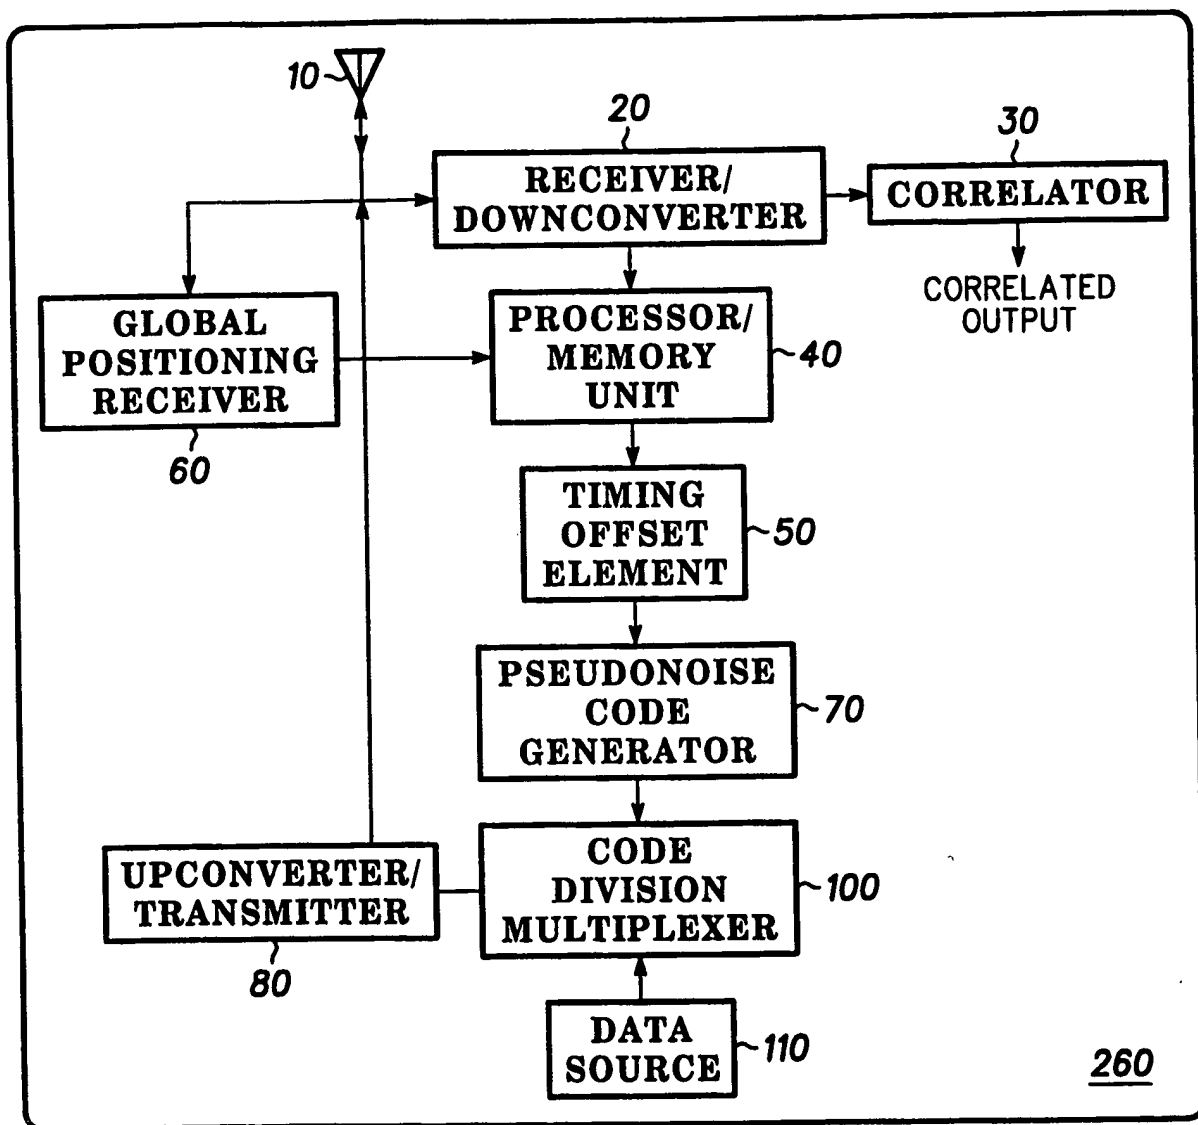 10
20
RECEIVER/
DOWNCONVERTER
30
CORRELATOR
CORRELATED
OUTPUT
GLOBAL
POSITIONING
RECEIVER
60
PROCESSOR/
MEMORY
UNIT
40
TIMING
OFFSET
ELEMENT
50
PSEUDONOISE
CODE
GENERATOR
70
UPCONVERTER/
TRANSMITTER
80
CODE
DIVISION
MULTIPLEXER
100
DATA
SOURCE
110
260